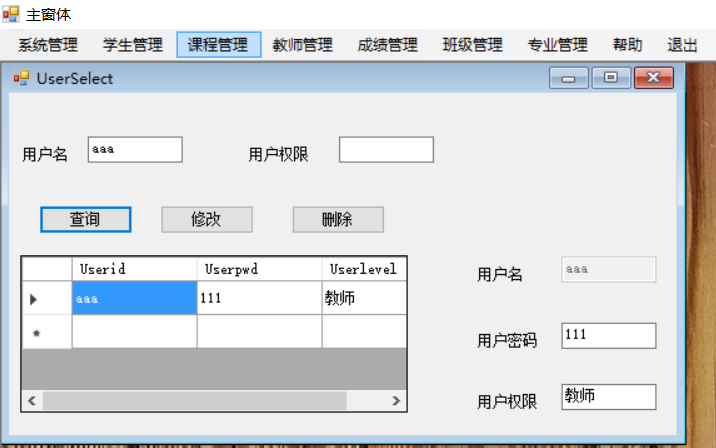 主窗体
系统管理 学生管理 课程管理 教师管理 成绩管理 班级管理 专业管理 帮助 退出
UserSelect
用户名 aaa 用户权限
查询 修改 删除
Userid Userpwd Userlevel
aaa 111 教师
用户名 aaa
用户密码 111
用户权限 教师